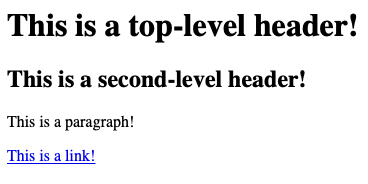 This is a top-level header!
This is a second-level header!
This is a paragraph!
This is a link!